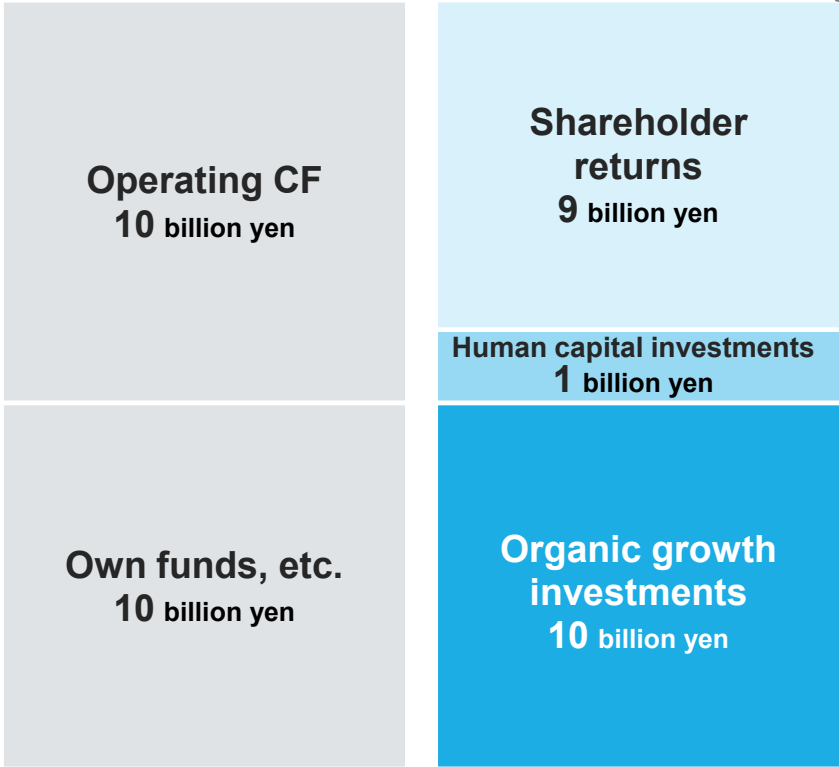 Operating CF
10 billion yen
Own funds, etc.
10 billion yen
Shareholder
returns
9 billion yen
Human capital investments
1 billion yen
Organic growth
investments
10 billion yen